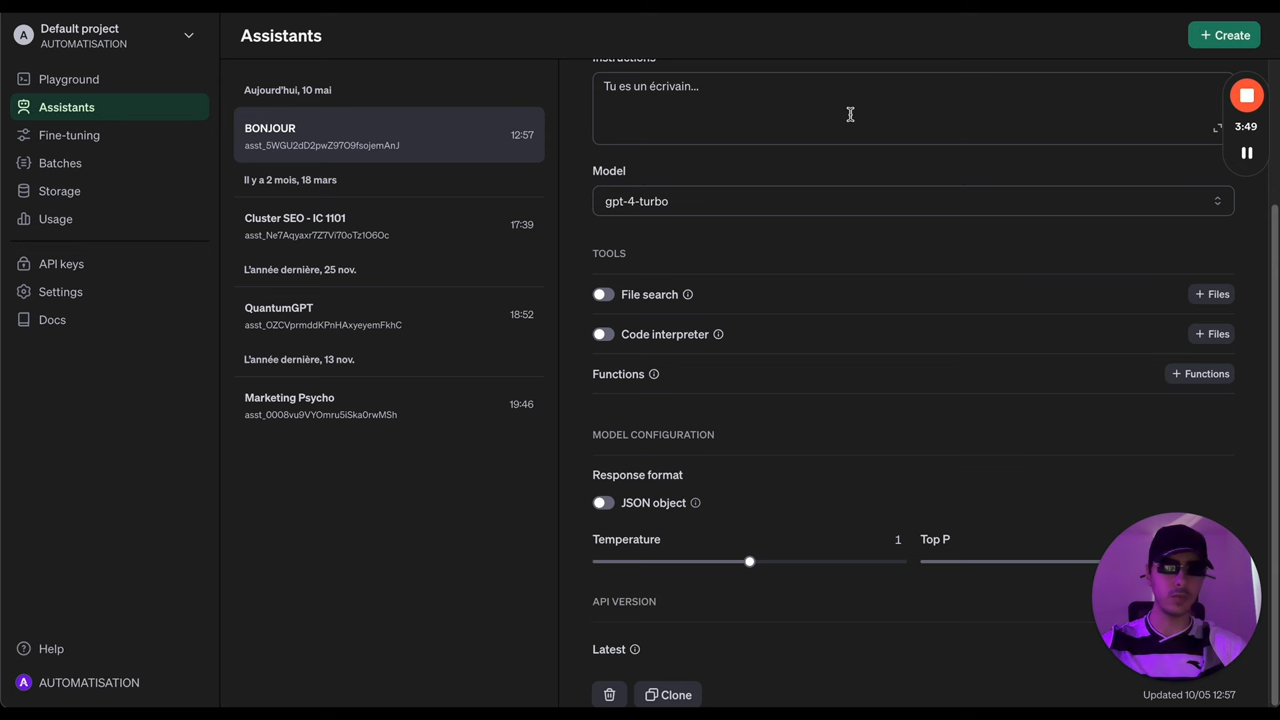 A
Default project
AUTOMATISATION
Playground
Assistants
Fine-tuning
Batches
Storage
Usage
API keys
Settings
Docs
Help
A
AUTOMATISATION
Assistants
+ Create
Aujourd'hui, 10 mai
BONJOUR
12:57
asst_5WGU2dD2pwZ97O9fsojemAnJ
Il y a 2 mois, 18 mars
Cluster SEO - IC 1101
17:39
asst_Ne7Aqyaxr7Z7Vi70oTz1O6Oc
L'année dernière, 25 nov.
QuantumGPT
18:52
asst_OZCVprmddKPnHAxyeyemFkhC
L'année dernière, 13 nov.
Marketing Psycho
19:46
asst_0008vu9VYOmru5iSka0rwMSh
Instructions
Tu es un écrivain...
Model
gpt-4-turbo
TOOLS
File search
+ Files
Code interpreter
+ Files
Functions
+ Functions
MODEL CONFIGURATION
Response format
JSON object
Temperature
1
Top P
API VERSION
Latest
Clone
Updated 10/05 12:57
3:49